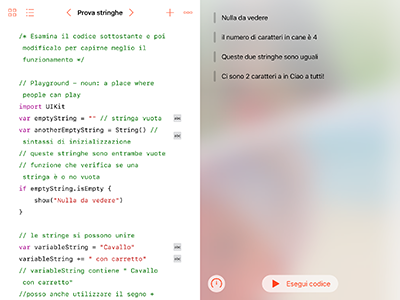 Prova stringhe
/* Esamina il codice sottostante e poi
modificalo per capirne meglio il
funzionamento */
// Playground - noun: a place where
people can play
import UIKit
var emptyString = "" // stringa vuota
abc
var anotherEmptyString = String() //
abc
sintassi di inizializzazione
// queste stringhe sono entrambe vuote
// funzione che verifica se una
stringa è o no vuota
if emptyString.isEmpty {
show("Nulla da vedere")
}
// le stringe si possono unire
var variableString = "Cavallo"
abc
variableString += " con carretto"
abc
// variableString contiene " Cavallo
con carretto"
//posso anche utilizzare il segno +
Nulla da vedere
il numero di caratteri in cane è 4
Queste due stringhe sono uguali
Ci sono 2 caratteri a in Ciao a tutti!
Esegui codice